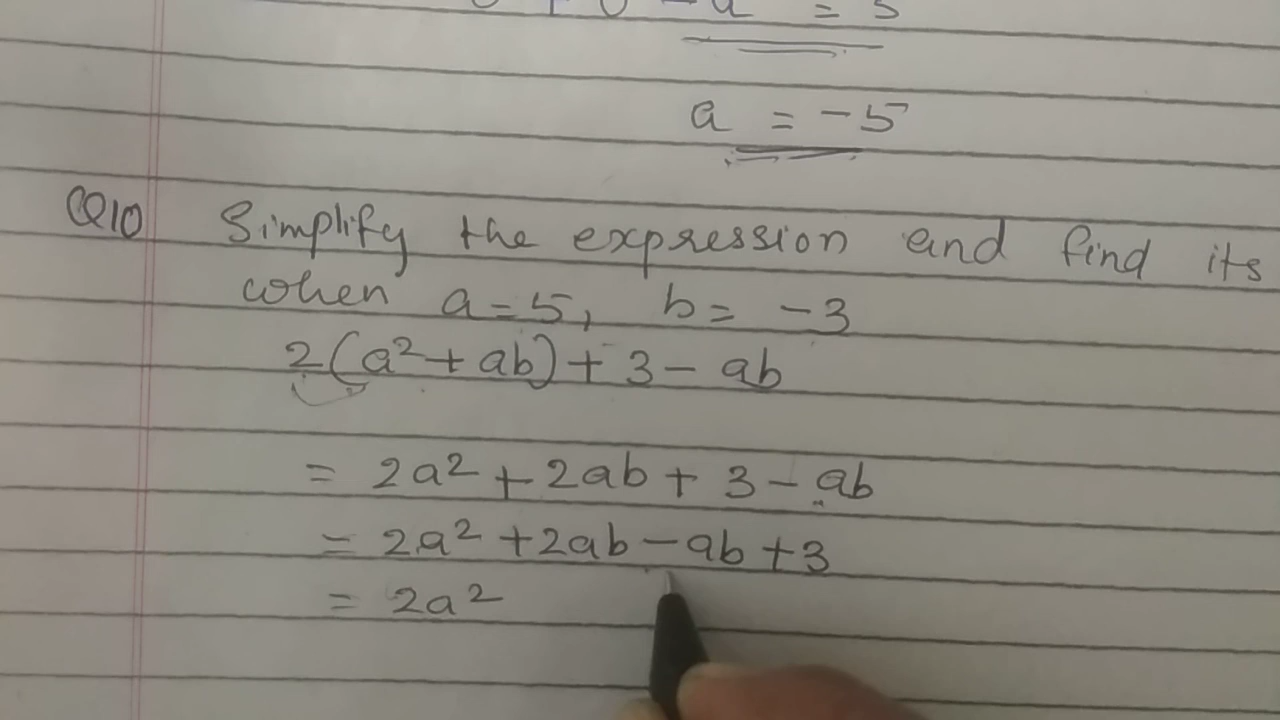 a = -5
Q10 Simplify the expression and find its
when a = 5, b = -3
2(a² + ab) + 3 - ab
= 2a² + 2ab + 3 - ab
= 2a² + 2ab - ab + 3
= 2a²